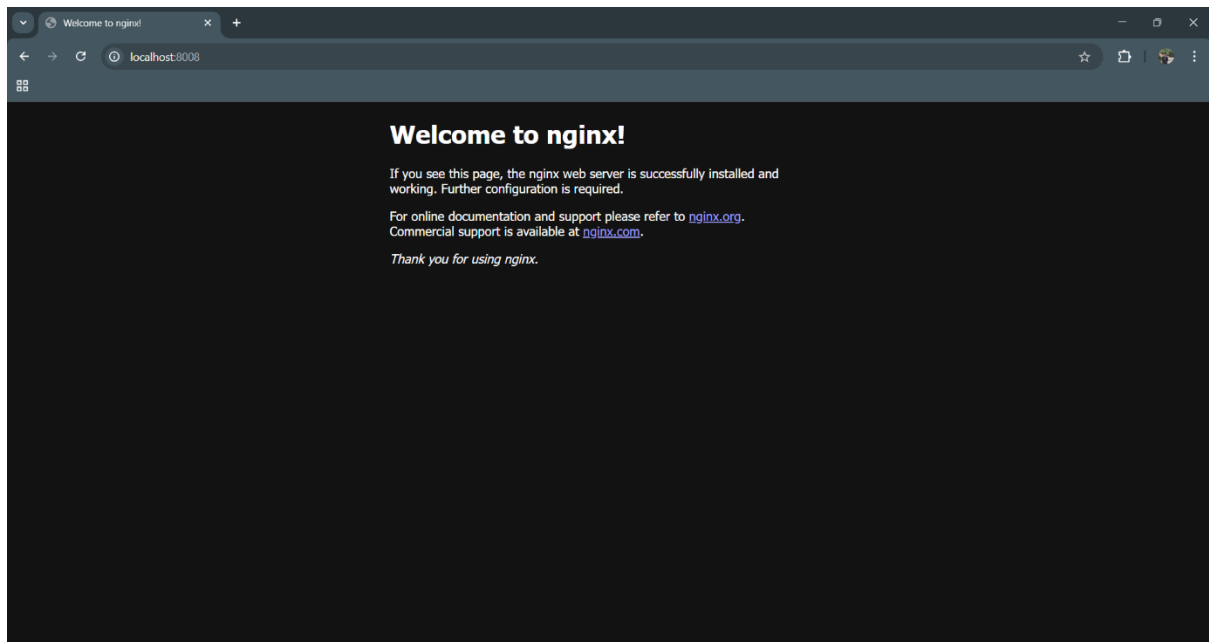 Welcome to nginx!
localhost:8008
Welcome to nginx!
If you see this page, the nginx web server is successfully installed and
working. Further configuration is required.
For online documentation and support please refer to nginx.org.
Commercial support is available at nginx.com.
Thank you for using nginx.